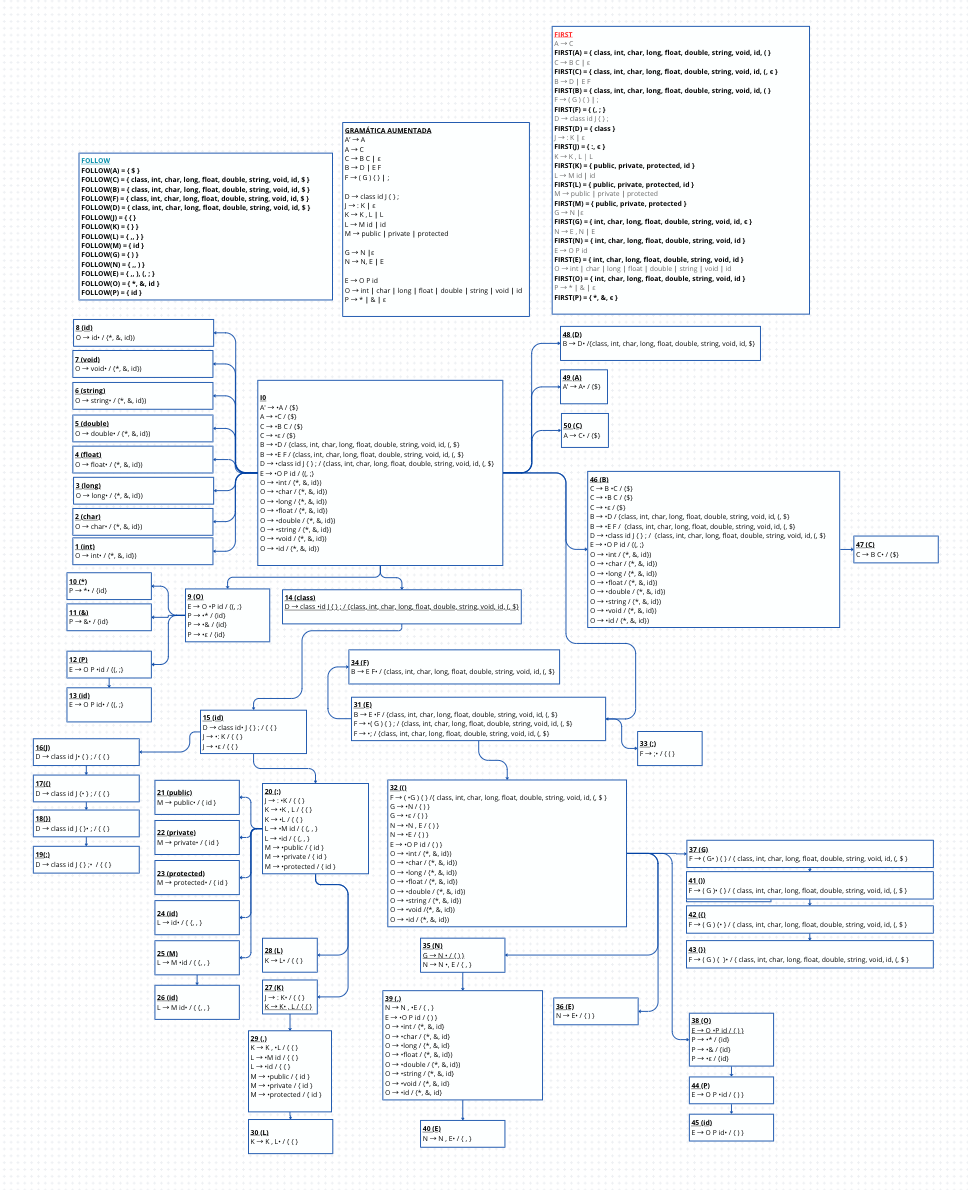 FIRST
A → C
FIRST(A) = { class, int, char, long, float, double, string, void, id, ( }
C → B C | ε
FIRST(C) = { class, int, char, long, float, double, string, void, id, (, ε }
B → D | E F
FIRST(B) = { class, int, char, long, float, double, string, void, id, ( }
F → ( G ) { } | ;
FIRST(F) = { (, ; }
D → class id J { } ;
FIRST(D) = { class }
J → : K | ε
FIRST(J) = { :, ε }
K → K , L | L
FIRST(K) = { public, private, protected, id }
L → M id | id
FIRST(L) = { public, private, protected, id }
M → public | private | protected
FIRST(M) = { public, private, protected }
G → N |ε
FIRST(G) = { int, char, long, float, double, string, void, id, ε }
N → E , N | E
FIRST(N) = { int, char, long, float, double, string, void, id }
E → O P id
FIRST(E) = { int, char, long, float, double, string, void, id }
O → int | char | long | float | double | string | void | id
FIRST(O) = { int, char, long, float, double, string, void, id }
P → * | & | ε
FIRST(P) = { *, &, ε }
GRAMÁTICA AUMENTADA
A' → A
A → C
C → B C | ε
B → D | E F
F → ( G ) { } | ;
D → class id J { } ;
J → : K | ε
K → K , L | L
L → M id | id
M → public | private | protected
G → N |ε
N → N, E | E
E → O P id
O → int | char | long | float | double | string | void | id
P → * | & | ε
FOLLOW
FOLLOW(A) = { $ }
FOLLOW(C) = { class, int, char, long, float, double, string, void, id, $ }
FOLLOW(B) = { class, int, char, long, float, double, string, void, id, $ }
FOLLOW(F) = { class, int, char, long, float, double, string, void, id, $ }
FOLLOW(D) = { class, int, char, long, float, double, string, void, id, $ }
FOLLOW(J) = { { }
FOLLOW(K) = { } }
FOLLOW(L) = { ,, } }
FOLLOW(M) = { id }
FOLLOW(G) = { ) }
FOLLOW(N) = { ,, ) }
FOLLOW(E) = { ,, ), (, ; }
FOLLOW(O) = { *, &, id }
FOLLOW(P) = { id }
8 (id)
O → id• / {*, &, id})
7 (void)
O → void• / {*, &, id})
6 (string)
O → string• / {*, &, id})
5 (double)
O → double• / {*, &, id})
4 (float)
O → float• / {*, &, id})
3 (long)
O → long• / {*, &, id})
2 (char)
O → char• / {*, &, id})
1 (int)
O → int• / {*, &, id})
I0
A' → •A / {$}
A → •C / {$}
C → •B C / {$}
C → •ε / {$}
B → •D / {class, int, char, long, float, double, string, void, id, (, $}
B → •E F / {class, int, char, long, float, double, string, void, id, (, $}
D → •class id J { } ; / {class, int, char, long, float, double, string, void, id, (, $}
E → •O P id / {(, ;}
O → •int / {*, &, id})
O → •char / {*, &, id})
O → •long / {*, &, id})
O → •float / {*, &, id})
O → •double / {*, &, id})
O → •string / {*, &, id})
O → •void / {*, &, id})
O → •id / {*, &, id})
48 (D)
B → D• /{class, int, char, long, float, double, string, void, id, (, $}
49 (A)
A' → A• / {$}
50 (C)
A → C• / {$}
46 (B)
C → B •C / {$}
C → •B C / {$}
C → •ε / {$}
B → •D / {class, int, char, long, float, double, string, void, id, (, $}
B → •E F / {class, int, char, long, float, double, string, void, id, (, $}
D → •class id J { } ; / {class, int, char, long, float, double, string, void, id, (, $}
E → •O P id / {(, ;}
O → •int / {*, &, id})
O → •char / {*, &, id})
O → •long / {*, &, id})
O → •float / {*, &, id})
O → •double / {*, &, id})
O → •string / {*, &, id})
O → •void / {*, &, id})
O → •id / {*, &, id})
47 (C)
C → B C• / {$}
10 (*)
P → *• / {id}
11 (&)
P → &• / {id}
12 (P)
E → O P •id / {(, ;}
13 (id)
E → O P id• / {(, ;}
9 (O)
E → O •P id / {(, ;}
P → •* / {id}
P → •& / {id}
P → •ε / {id}
14 (class)
D → class •id J { } ; / {class, int, char, long, float, double, string, void, id, (, $}
34 (F)
B → E F• / {class, int, char, long, float, double, string, void, id, (, $}
31 (E)
B → E •F / {class, int, char, long, float, double, string, void, id, (, $}
F → •( G ) { } ; / {class, int, char, long, float, double, string, void, id, (, $}
F → •; / {class, int, char, long, float, double, string, void, id, (, $}
33 (;)
F → ;• / { { }
15 (id)
D → class id• J { } ; / { { }
J → •: K / { { }
J → •ε / { { }
16(J)
D → class id J• { } ; / { { }
17({)
D → class id J {• } ; / { { }
18(})
D → class id J { }• ; / { { }
19(;)
D → class id J { } ;• / { { }
21 (public)
M → public• / { id }
22 (private)
M → private• / { id }
23 (protected)
M → protected• / { id }
24 (id)
L → id• / { {, , }
25 (M)
L → M •id / { {, , }
26 (id)
L → M id• / { {, , }
20 (:)
J → : •K / { { }
K → •K , L / { { }
K → •L / { { }
L → •M id / { {, , }
L → •id / { {, , }
M → •public / { id }
M → •private / { id }
M → •protected / { id }
28 (L)
K → L• / { { }
27 (K)
J → : K• / { { }
K → K• , L / { { }
29 (,)
K → K , •L / { { }
L → •M id / { { }
L → •id / { { }
M → •public / { id }
M → •private / { id }
M → •protected / { id }
30 (L)
K → K , L• / { { }
32 (()
F → ( •G ) { } /{ class, int, char, long, float, double, string, void, id, (, $ }
G → •N / { ) }
G → •ε / { ) }
N → •N , E / { ) }
N → •E / { ) }
E → •O P id / { ) }
O → •int / {*, &, id})
O → •char / {*, &, id})
O → •long / {*, &, id})
O → •float / {*, &, id})
O → •double / {*, &, id})
O → •string / {*, &, id})
O → •void /{*, &, id})
O → •id / {*, &, id})
35 (N)
G → N • / { ) }
N → N •, E / { , }
39 (,)
N → N , •E / { , }
E → •O P id / { ) }
O → •int / {*, &, id}
O → •char / {*, &, id}
O → •long / {*, &, id}
O → •float / {*, &, id}
O → •double / {*, &, id}
O → •string / {*, &, id}
O → •void / {*, &, id}
O → •id / {*, &, id}
40 (E)
N → N , E• / { , }
36 (E)
N → E• / { ) }
37 (G)
F → ( G• ) { } / { class, int, char, long, float, double, string, void, id, (, $ }
41 ())
F → ( G )• { } / { class, int, char, long, float, double, string, void, id, (, $ }
42 ({)
F → ( G ) {• } / { class, int, char, long, float, double, string, void, id, (, $ }
43 (})
F → ( G ) { }• / { class, int, char, long, float, double, string, void, id, (, $ }
38 (O)
E → O •P id / { ) }
P → •* / {id}
P → •& / {id}
P → •ε / {id}
44 (P)
E → O P •id / { ) }
45 (id)
E → O P id• / { ) }